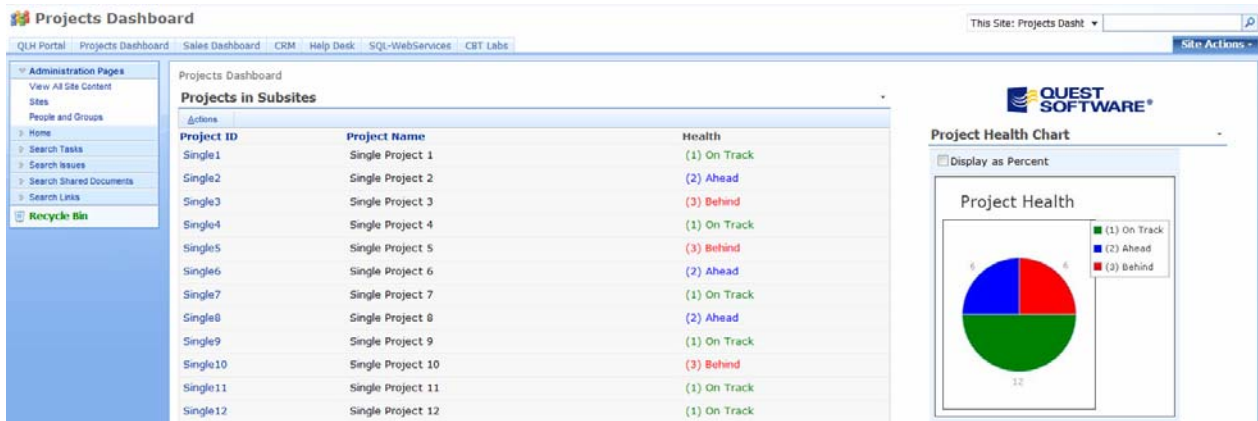 Projects Dashboard
This Site: Projects Dasht
QLH Portal Projects Dashboard Sales Dashboard CRM Help Desk SQL-WebServices CBT Labs
Site Actions
Administration Pages
View All Site Content
Sites
People and Groups
Home
Search Tasks
Search Issues
Search Shared Documents
Search Links
Recycle Bin
Projects Dashboard
Projects in Subsites
Actions
Project ID Project Name Health
Single1 Single Project 1 (1) On Track
Single2 Single Project 2 (2) Ahead
Single3 Single Project 3 (3) Behind
Single4 Single Project 4 (1) On Track
Single5 Single Project 5 (3) Behind
Single6 Single Project 6 (2) Ahead
Single7 Single Project 7 (1) On Track
Single8 Single Project 8 (2) Ahead
Single9 Single Project 9 (1) On Track
Single10 Single Project 10 (3) Behind
Single11 Single Project 11 (1) On Track
Single12 Single Project 12 (1) On Track
QUEST
SOFTWARE®
Project Health Chart
Display as Percent
Project Health
(1) On Track
(2) Ahead
(3) Behind
6 6
12